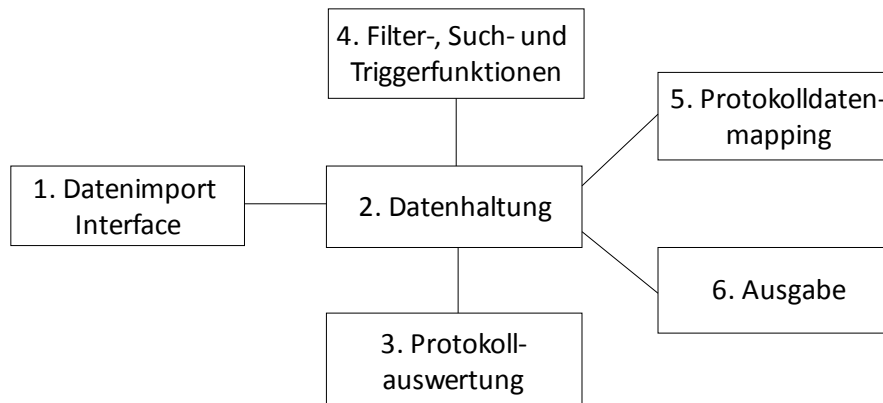 4. Filter-, Such- und
Triggerfunktionen
5. Protokolldaten-
mapping
1. Datenimport
Interface
2. Datenhaltung
6. Ausgabe
3. Protokoll-
auswertung